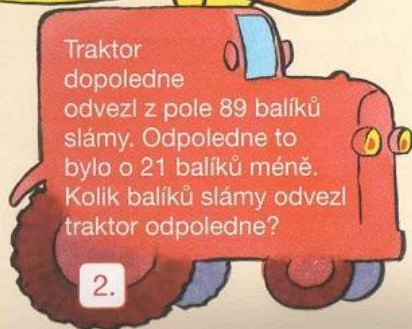 Traktor
dopoledne
odvezl z pole 89 balíků
slámy. Odpoledne to
bylo o 21 balíků méně.
Kolik balíků slámy odvezl
traktor odpoledne?
2.